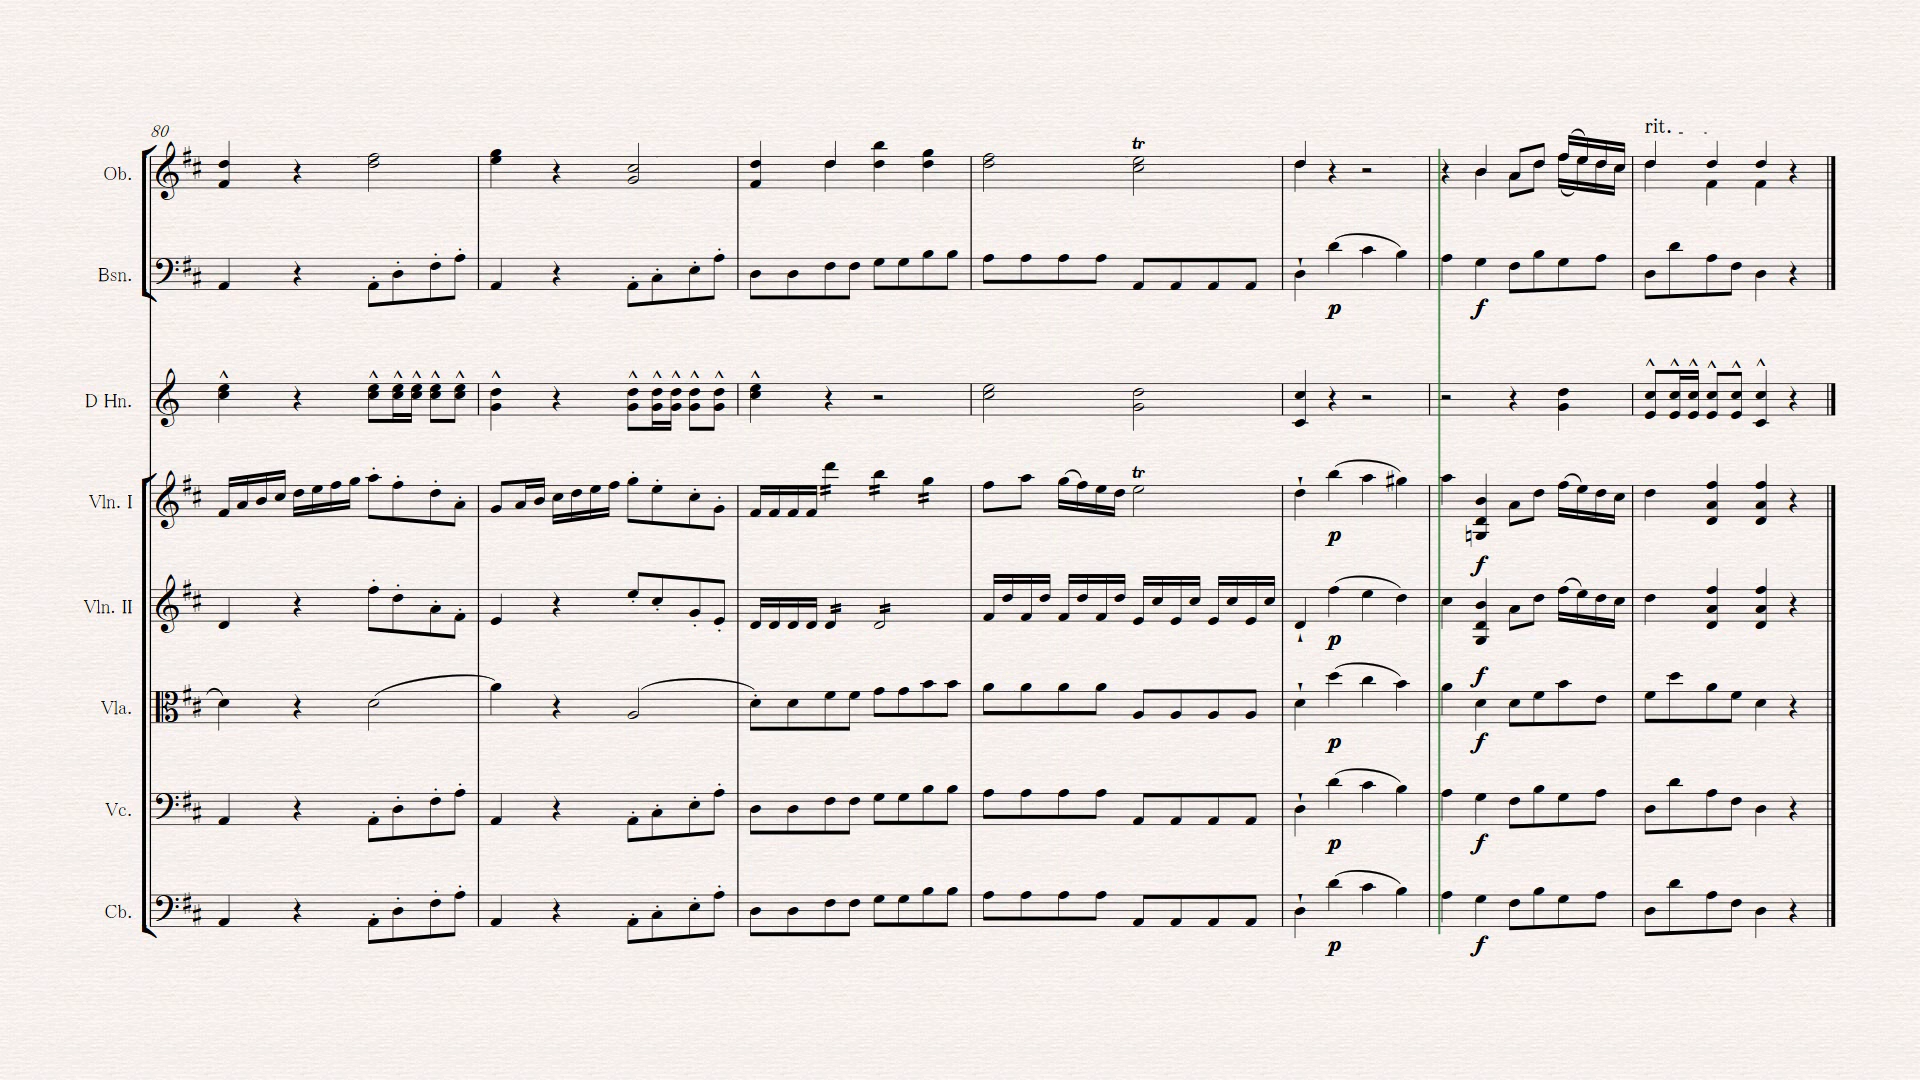 80
rit.
tr
Ob.
Bsn.
p f
D Hn.
tr
Vln. I
p
f
Vln. II
p
f
Vla.
p f
Vc.
p f
Cb.
p f